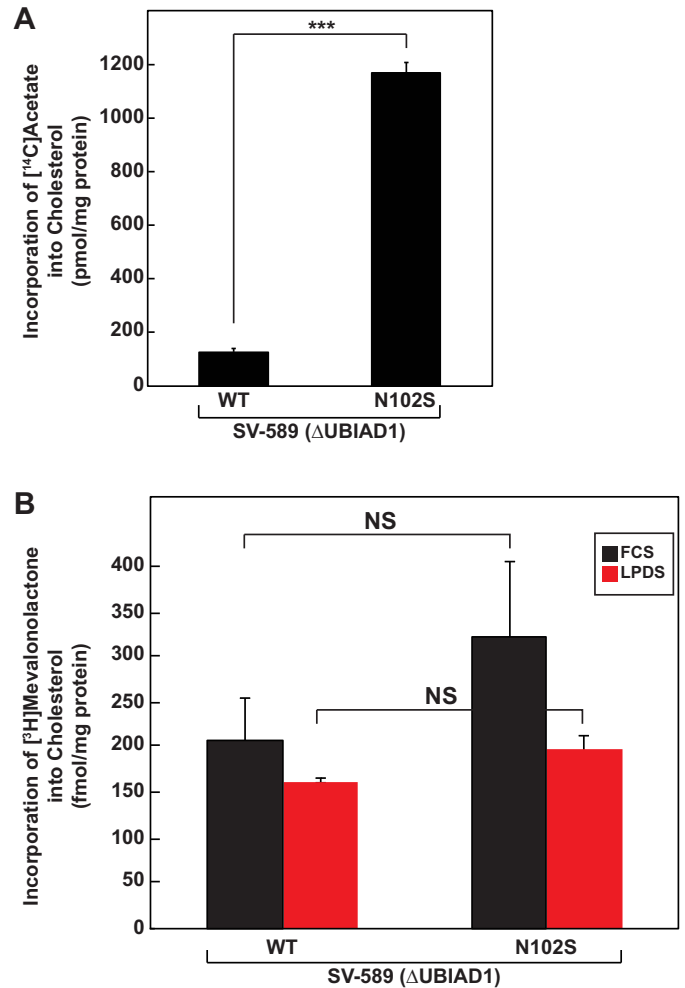 A
Incorporation of [¹⁴C]Acetate
into Cholesterol
(pmol/mg protein)
1200
1000
800
600
400
200
0
***
WT
N102S
SV-589 (ΔUBIAD1)
B
Incorporation of [³H]Mevalonolactone
into Cholesterol
(fmol/mg protein)
400
350
300
250
200
150
100
50
0
NS
NS
FCS
LPDS
WT
N102S
SV-589 (ΔUBIAD1)